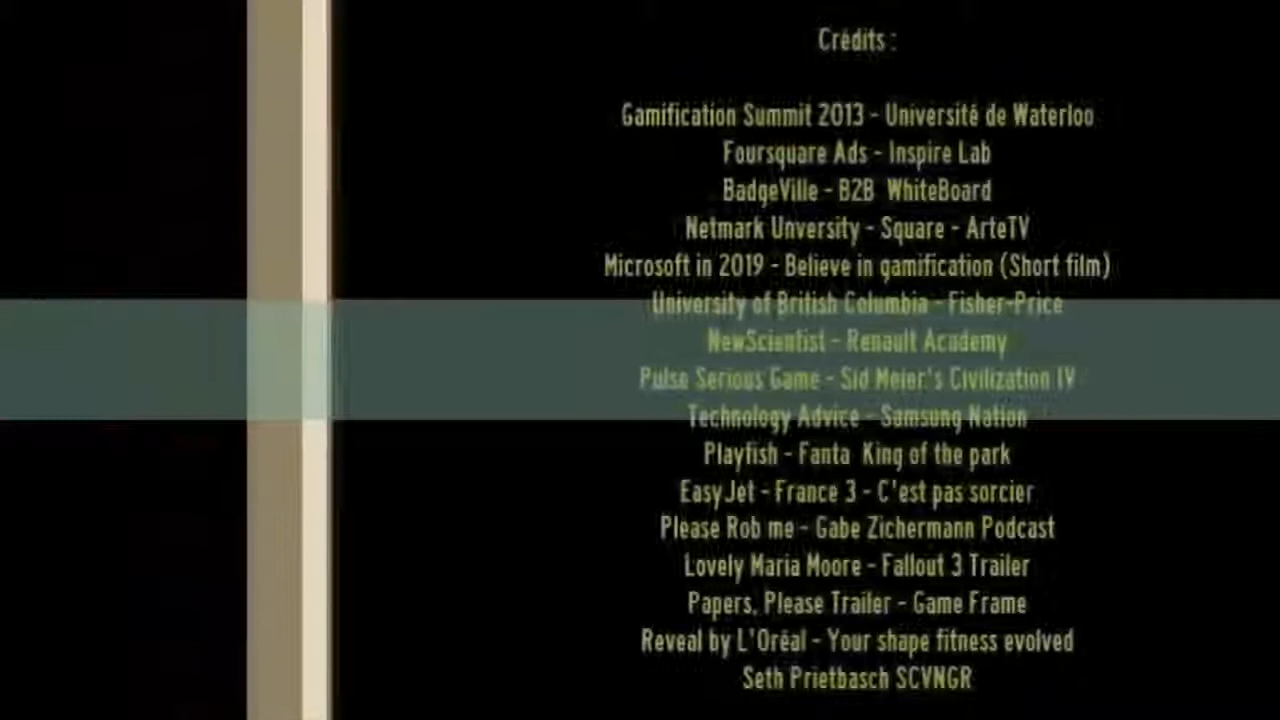 Crédits :
Gamification Summit 2013 - Université de Waterloo
Foursquare Ads - Inspire Lab
BadgeVille - B2B WhiteBoard
Netmark Unversity - Square - ArteTV
Microsoft in 2019 - Believe in gamification (Short film)
University of British Columbia - Fisher-Price
NewScientist - Renault Academy
Pulse Serious Game - Sid Meier's Civilization IV
Technology Advice - Samsung Nation
Playfish - Fanta King of the park
EasyJet - France 3 - C'est pas sorcier
Please Rob me - Gabe Zichermann Podcast
Lovely Maria Moore - Fallout 3 Trailer
Papers, Please Trailer - Game Frame
Reveal by L'Oréal - Your shape fitness evolved
Seth Prietbasch SCVNGR